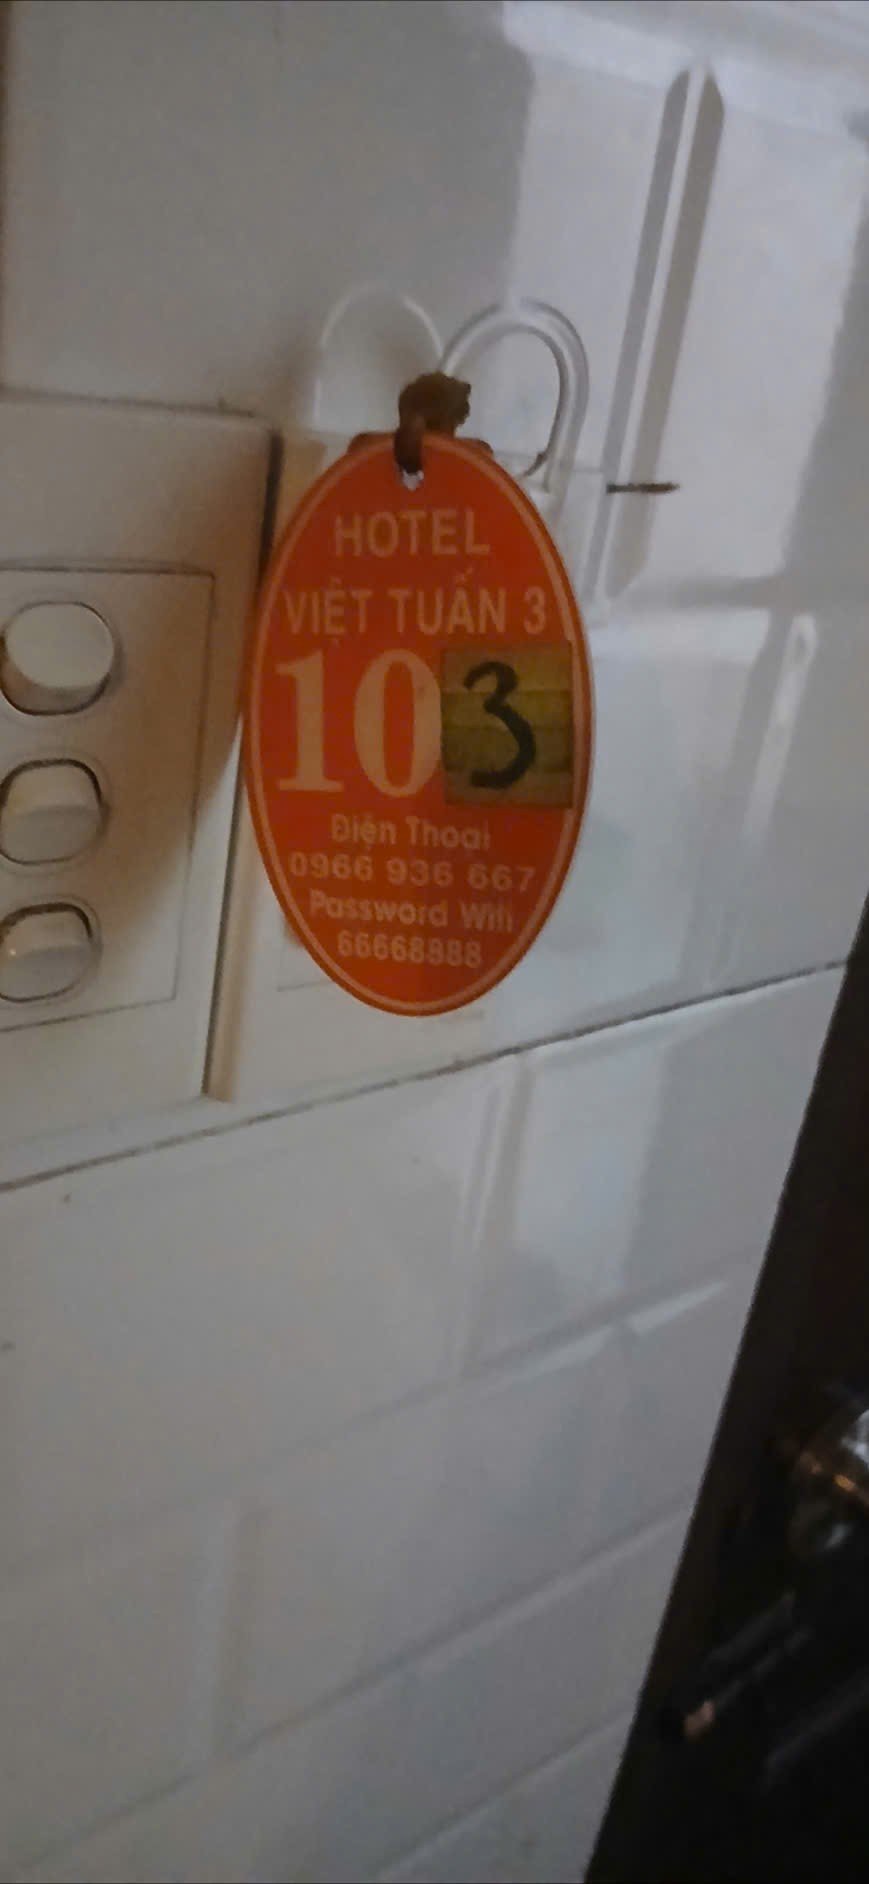 HOTEL
VIỆT TUẤN 3
103
Điện Thoại
0966 936 667
Password Wifi
66668888